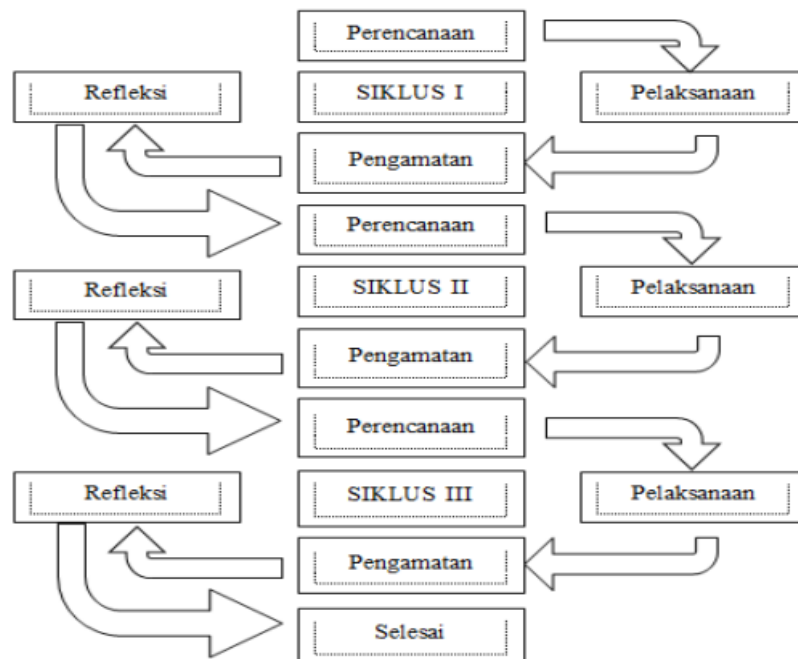 Perencanaan
Refleksi
SIKLUS I
Pelaksanaan
Pengamatan
Perencanaan
Refleksi
SIKLUS II
Pelaksanaan
Pengamatan
Perencanaan
Refleksi
SIKLUS III
Pelaksanaan
Pengamatan
Selesai